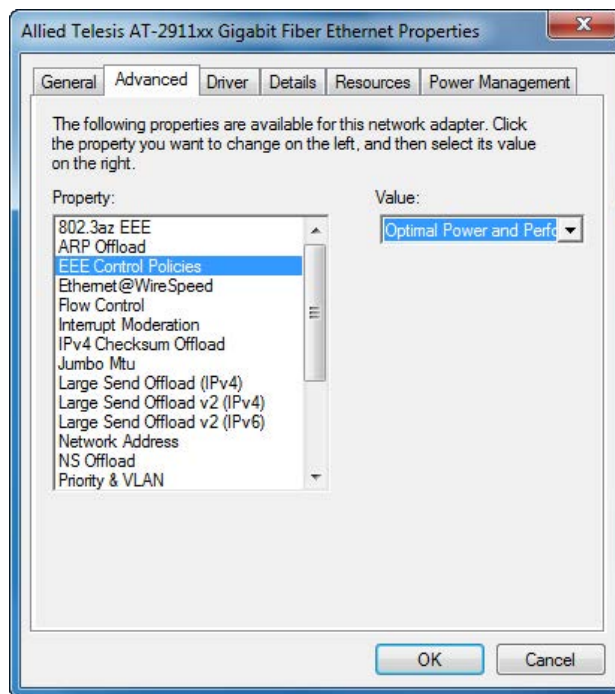 Allied Telesis AT-2911xx Gigabit Fiber Ethernet Properties
General Advanced Driver Details Resources Power Management
The following properties are available for this network adapter. Click
the property you want to change on the left, and then select its value
on the right.
Property:
Value:
802.3az EEE
ARP Offload
EEE Control Policies
Ethernet@WireSpeed
Flow Control
Interrupt Moderation
IPv4 Checksum Offload
Jumbo Mtu
Large Send Offload (IPv4)
Large Send Offload v2 (IPv4)
Large Send Offload v2 (IPv6)
Network Address
NS Offload
Priority & VLAN
Optimal Power and Perfo
OK
Cancel